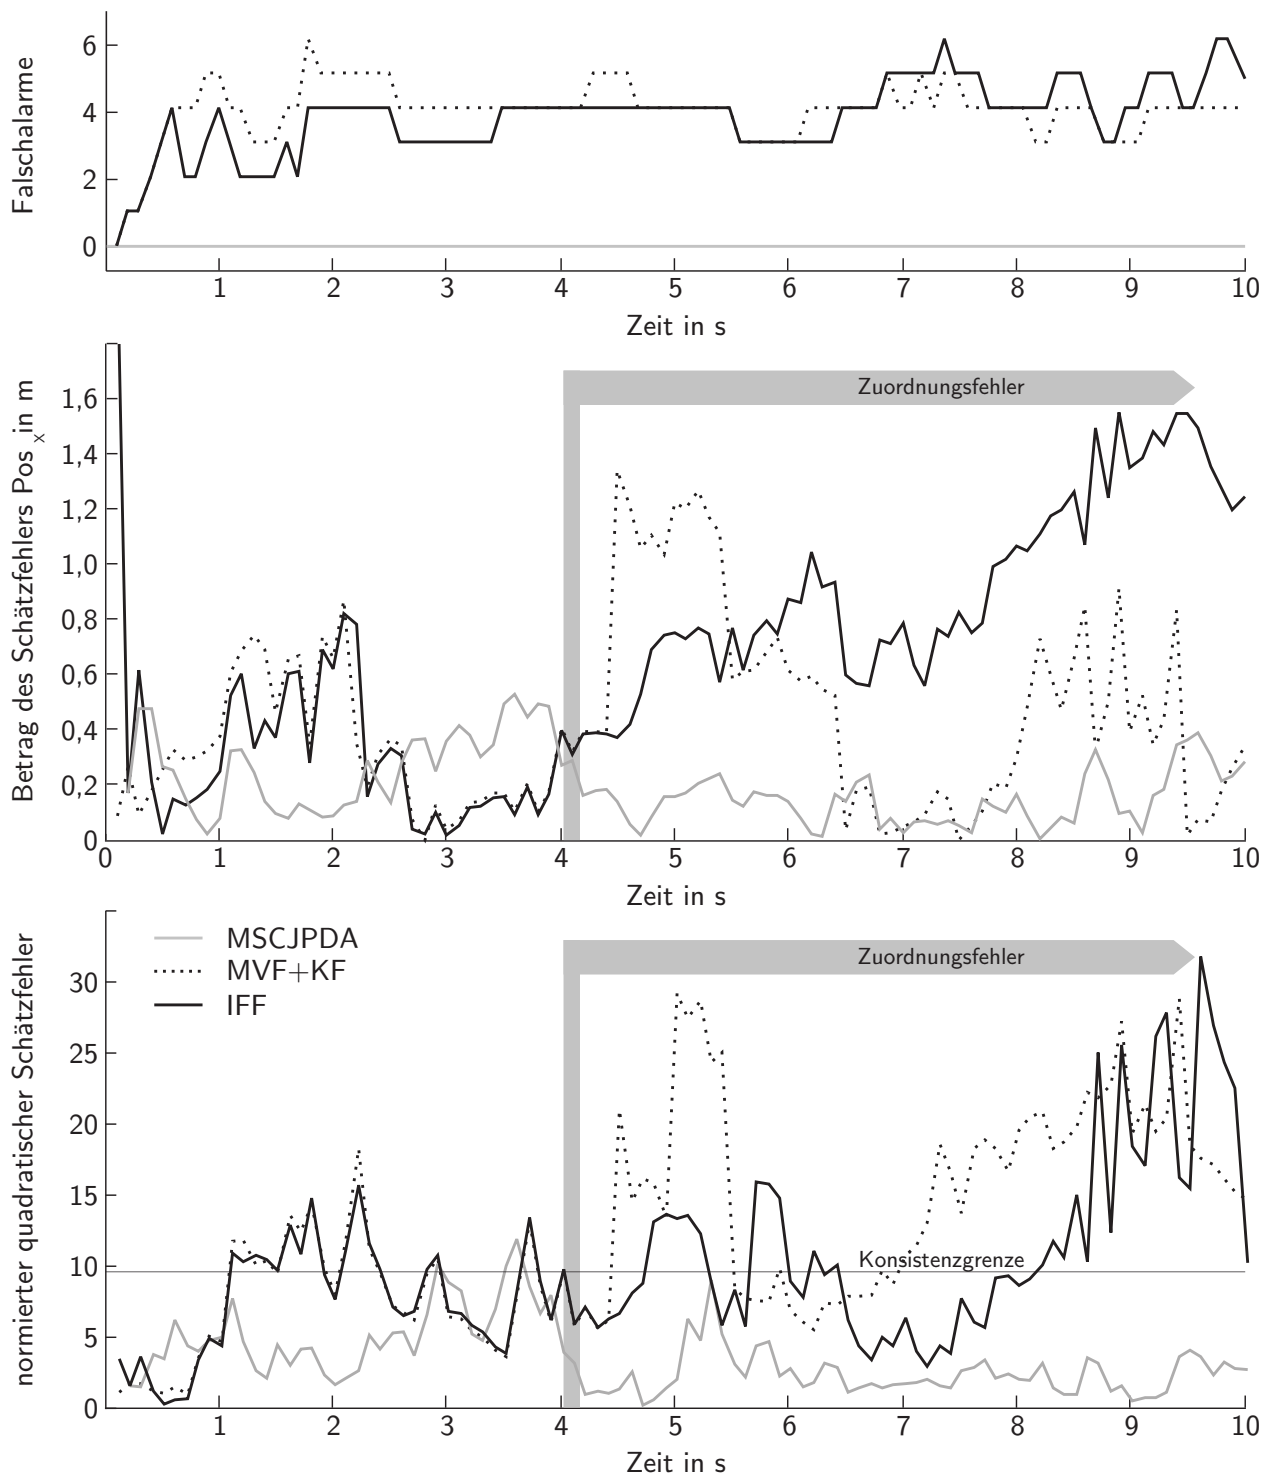 Falschalarme
6
4
2
0
1 2 3 4 5 6 7 8 9 10
Zeit in s
Betrag des Schätzfehlers Pos x in m
Zuordnungsfehler
1,6
1,4
1,2
1,0
0,8
0,6
0,4
0,2
0
0 1 2 3 4 5 6 7 8 9 10
Zeit in s
normierter quadratischer Schätzfehler
MSCJPDA
MVF+KF
IFF
Zuordnungsfehler
Konsistenzgrenze
30
25
20
15
10
5
0
1 2 3 4 5 6 7 8 9 10
Zeit in s